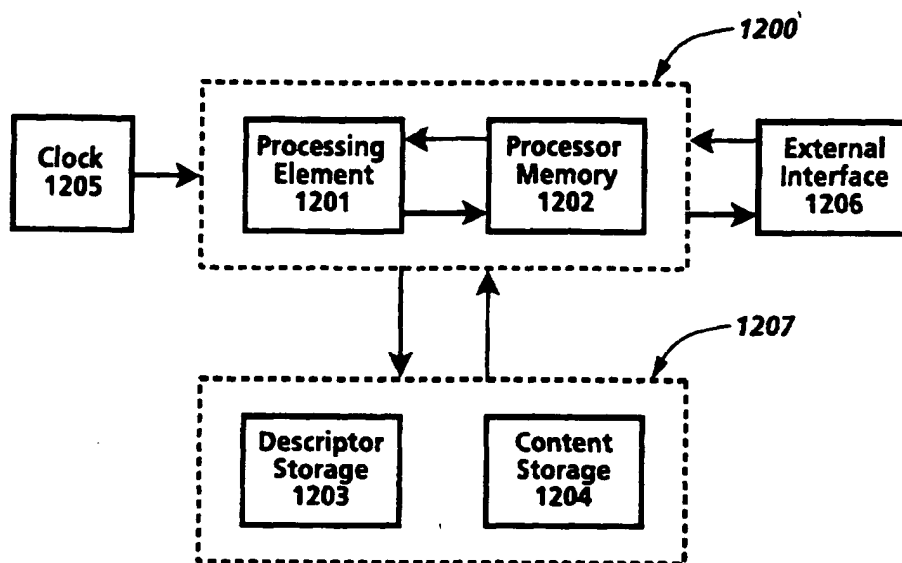 1200
Clock
1205
Processing
Element
1201
Processor
Memory
1202
External
Interface
1206
1207
Descriptor
Storage
1203
Content
Storage
1204